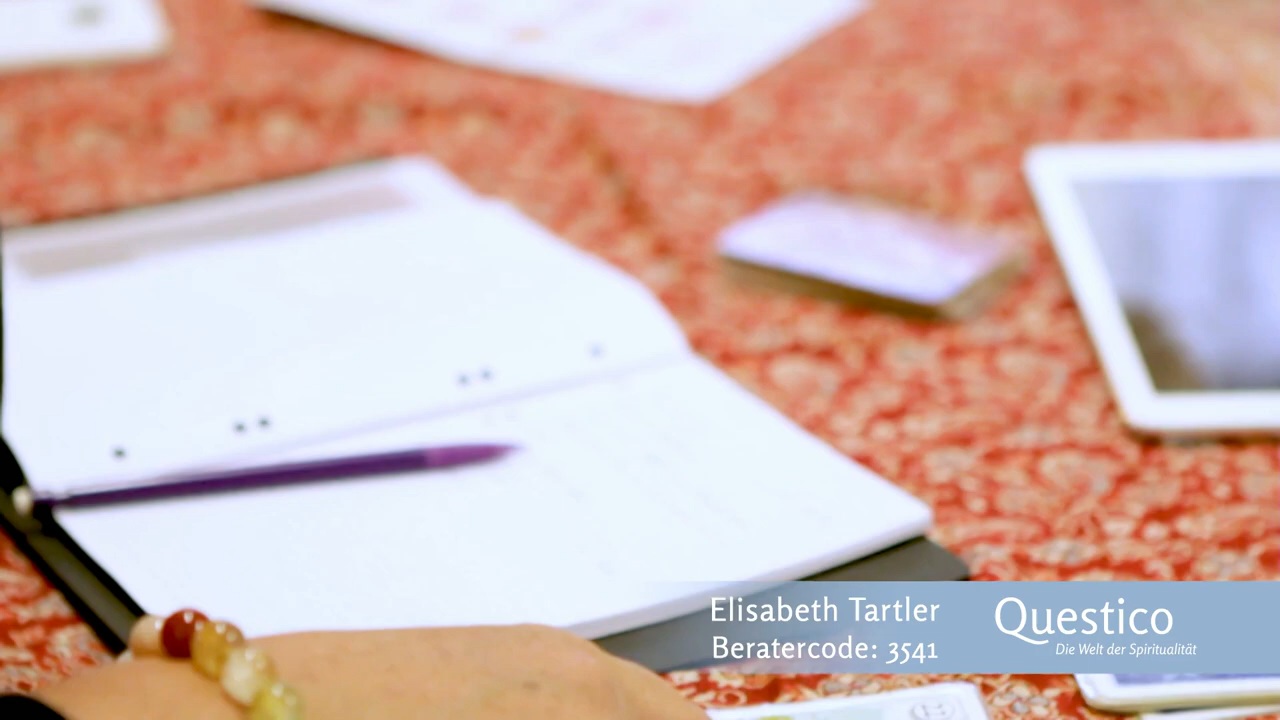 Elisabeth Tartler
Beratercode: 3541
Questico
Die Welt der Spiritualität